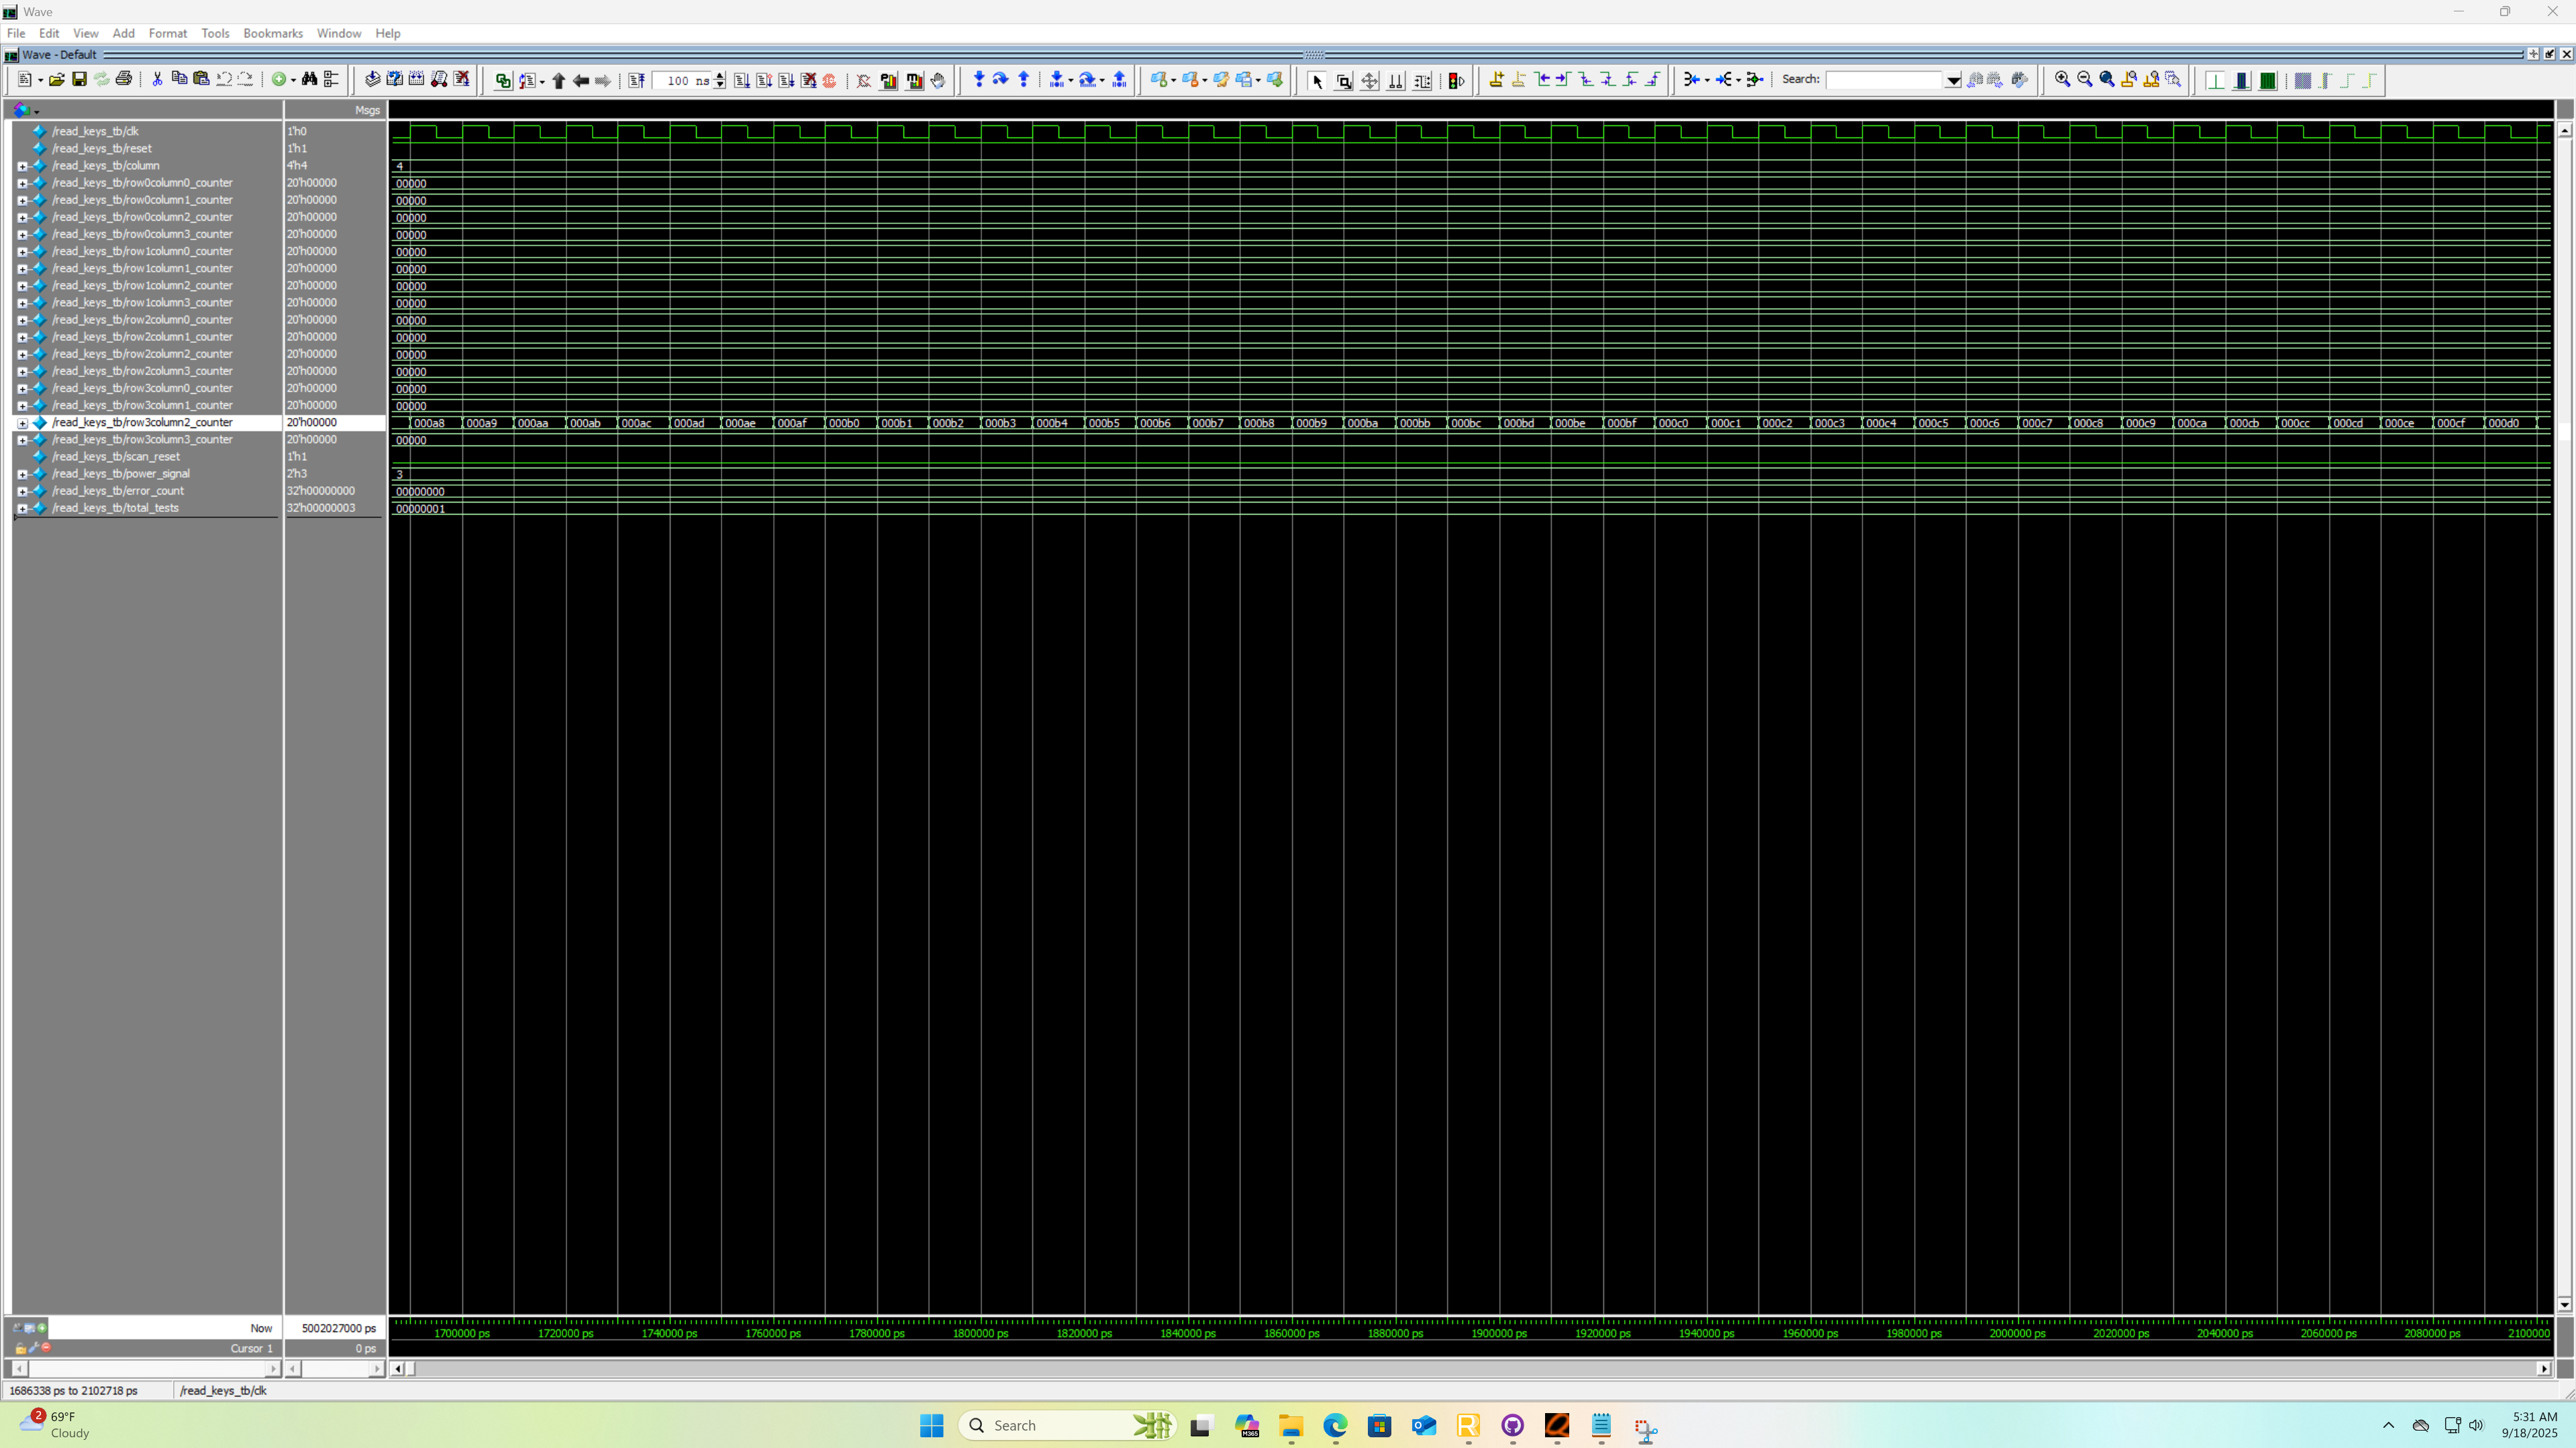 Wave
File Edit View Add Format Tools Bookmarks Window Help
Wave - Default
100 ns Search:
Msgs
/read_keys_tb/clk 1'h0
/read_keys_tb/reset 1'h1
/read_keys_tb/column 4'h4 4
/read_keys_tb/row0column0_counter 20'h00000 00000
/read_keys_tb/row0column1_counter 20'h00000 00000
/read_keys_tb/row0column2_counter 20'h00000 00000
/read_keys_tb/row0column3_counter 20'h00000 00000
/read_keys_tb/row1column0_counter 20'h00000 00000
/read_keys_tb/row1column1_counter 20'h00000 00000
/read_keys_tb/row1column2_counter 20'h00000 00000
/read_keys_tb/row1column3_counter 20'h00000 00000
/read_keys_tb/row2column0_counter 20'h00000 00000
/read_keys_tb/row2column1_counter 20'h00000 00000
/read_keys_tb/row2column2_counter 20'h00000 00000
/read_keys_tb/row2column3_counter 20'h00000 00000
/read_keys_tb/row3column0_counter 20'h00000 00000
/read_keys_tb/row3column1_counter 20'h00000 00000
/read_keys_tb/row3column2_counter 20'h00000 000a8 000a9 000aa 000ab 000ac 000ad 000ae 000af 000b0 000b1 000b2 000b3 000b4 000b5 000b6 000b7 000b8 000b9 000ba 000bb 000bc 000bd 000be 000bf 000c0 000c1 000c2 000c3 000c4 000c5 000c6 000c7 000c8 000c9 000ca 000cb 000cc 000cd 000ce 000cf 000d0
/read_keys_tb/row3column3_counter 20'h00000 00000
/read_keys_tb/scan_reset 1'h1
/read_keys_tb/power_signal 2'h3 3
/read_keys_tb/error_count 32'h00000000 00000000
/read_keys_tb/total_tests 32'h00000003 00000001
Now 5002027000 ps 1700000 ps 1720000 ps 1740000 ps 1760000 ps 1780000 ps 1800000 ps 1820000 ps 1840000 ps 1860000 ps 1880000 ps 1900000 ps 1920000 ps 1940000 ps 1960000 ps 1980000 ps 2000000 ps 2020000 ps 2040000 ps 2060000 ps 2080000 ps 2100000
Cursor 1 0 ps
1686338 ps to 2102718 ps /read_keys_tb/clk
2 69°F
Cloudy
Search
M365
5:31 AM
9/18/2025